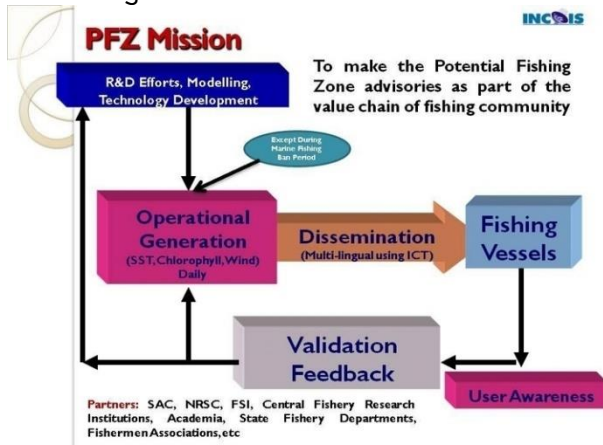 INCOIS
PFZ Mission
R&D Efforts, Modelling,
Technology Development
To make the Potential Fishing
Zone advisories as part of the
value chain of fishing community
Except During
Marine Fishing
Ban Period
Operational
Generation
(SST,Chlorophyll,Wind)
Daily
Dissemination
(Multi-lingual using ICT)
Fishing
Vessels
Validation
Feedback
User Awareness
Partners: SAC, NRSC, FSI, Central Fishery Research
Institutions, Academia, State Fishery Departments,
Fishermen Associations, etc